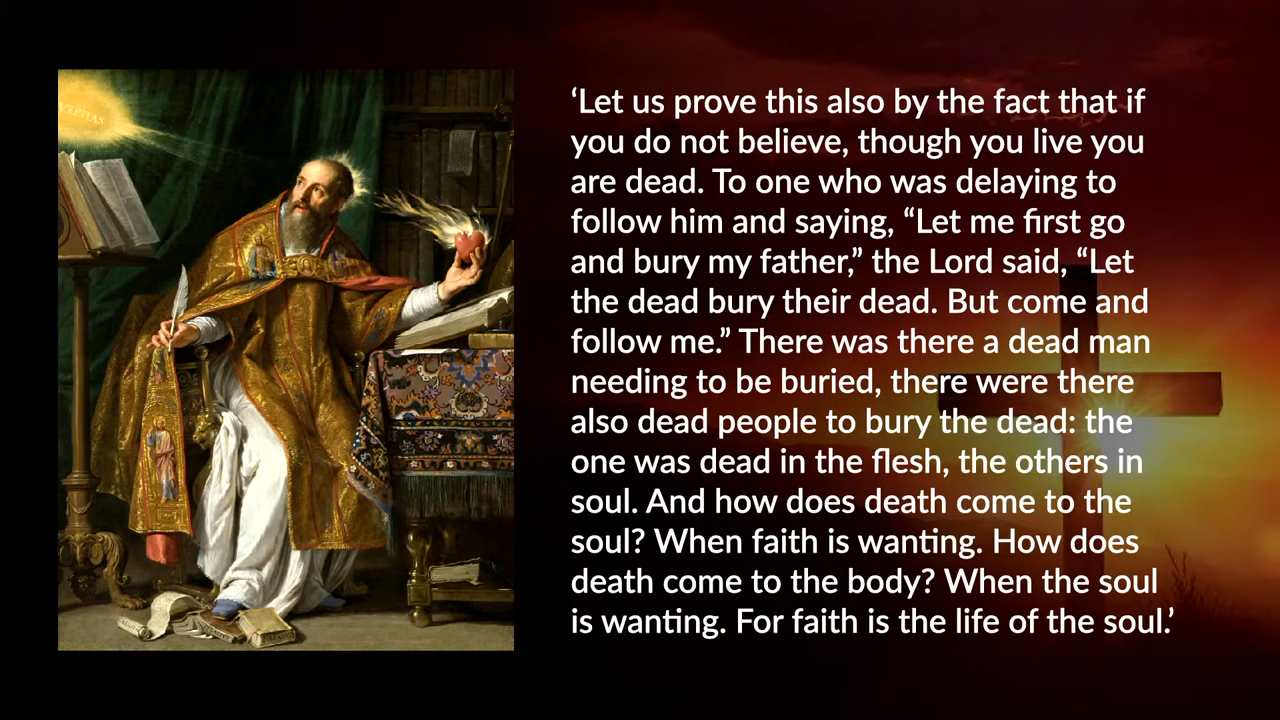 VERITAS
‘Let us prove this also by the fact that if
you do not believe, though you live you
are dead. To one who was delaying to
follow him and saying, “Let me first go
and bury my father,” the Lord said, “Let
the dead bury their dead. But come and
follow me.” There was there a dead man
needing to be buried, there were there
also dead people to bury the dead: the
one was dead in the flesh, the others in
soul. And how does death come to the
soul? When faith is wanting. How does
death come to the body? When the soul
is wanting. For faith is the life of the soul.’